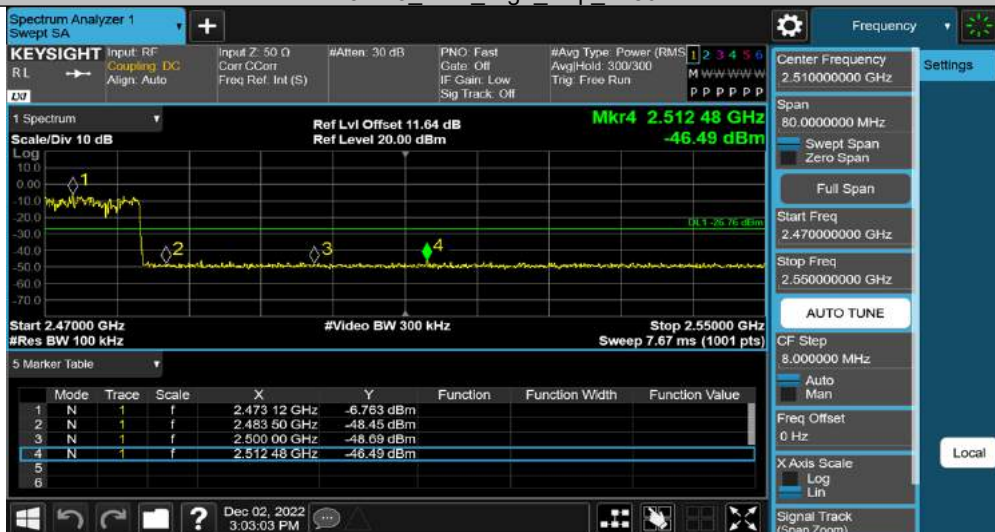 Spectrum Analyzer 1
Swept SA
Frequency
KEYSIGHT
RL
LXI
Input: RF
Coupling: DC
Align: Auto
Input Z: 50 Ω
Corr CCorr
Freq Ref: Int (S)
#Atten: 30 dB
PNO: Fast
Gate: Off
IF Gain: Low
Sig Track: Off
#Avg Type: Power (RMS
Avg|Hold: 300/300
Trig: Free Run
1 2 3 4 5 6
M W W W W W
P P P P P P
1 Spectrum
Scale/Div 10 dB
Log
Ref Lvl Offset 11.64 dB
Ref Level 20.00 dBm
Mkr4 2.512 48 GHz
-46.49 dBm
10.0
0.00
-10.0
-20.0
-30.0
-40.0
-50.0
-60.0
-70.0
1
2
3
4
DL1 -26.76 dBm
Start 2.47000 GHz
#Res BW 100 kHz
#Video BW 300 kHz
Stop 2.55000 GHz
Sweep 7.67 ms (1001 pts)
5 Marker Table
Mode Trace Scale X Y Function Function Width Function Value
1 N 1 f 2.473 12 GHz -6.763 dBm
2 N 1 f 2.483 50 GHz -48.45 dBm
3 N 1 f 2.500 00 GHz -48.69 dBm
4 N 1 f 2.512 48 GHz -46.49 dBm
5
6
Dec 02, 2022
3:03:03 PM
Center Frequency
2.510000000 GHz
Span
80.0000000 MHz
Swept Span
Zero Span
Full Span
Start Freq
2.470000000 GHz
Stop Freq
2.550000000 GHz
AUTO TUNE
CF Step
8.000000 MHz
Auto
Man
Freq Offset
0 Hz
X Axis Scale
Log
Lin
Signal Track
(Span Zoom)
Settings
Local